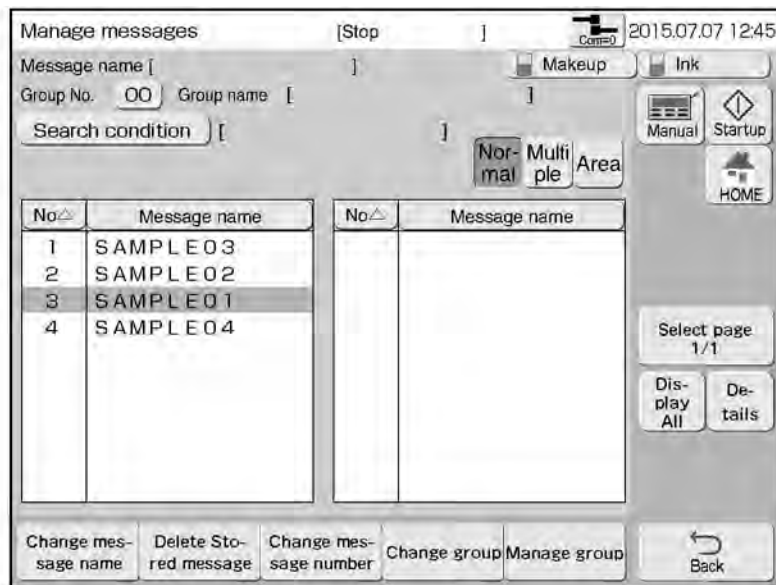 Manage messages [Stop ] Com=0 2015.07.07 12:45
Message name [ ] Makeup Ink
Group No. 00 Group name [ ]
Manual Startup
Search condition [ ]
Nor-
mal
Multi
ple
Area
HOME
No△ Message name No△ Message name
1 SAMPLE03
2 SAMPLE02
3 SAMPLE01
4 SAMPLE04
Select page
1/1
Dis-
play
All
De-
tails
Change mes-
sage name
Delete Sto-
red message
Change mes-
sage number
Change group
Manage group
Back